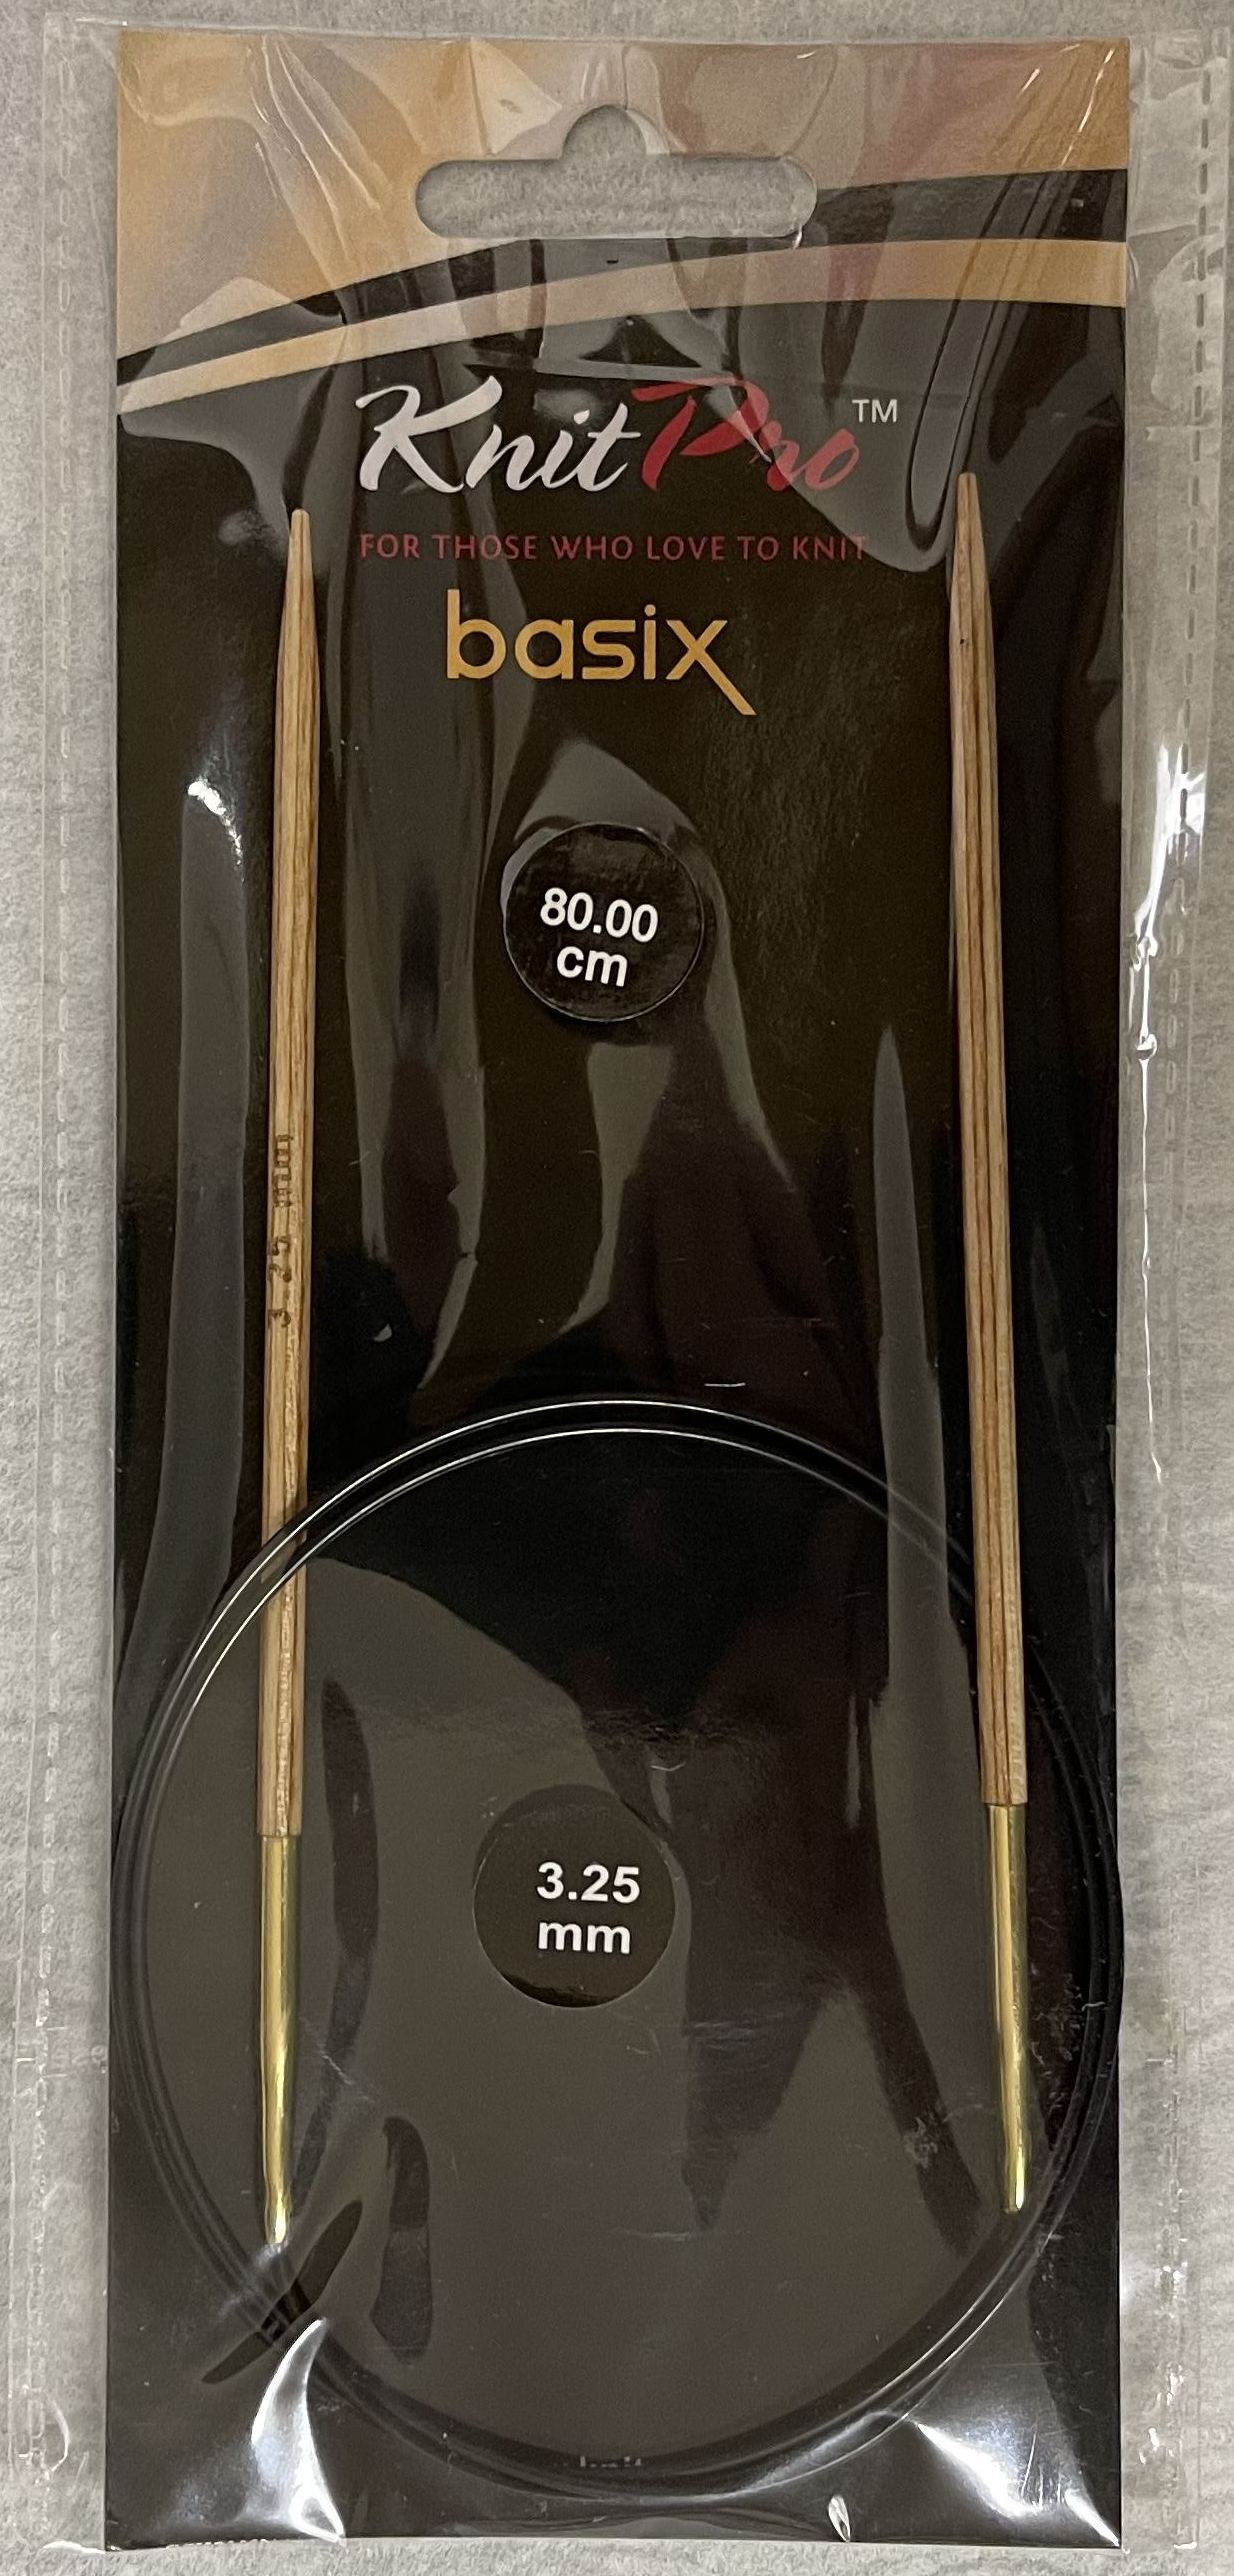 KnitPro™
FOR THOSE WHO LOVE TO KNIT
basix
80.00
cm
3.25 mm
3.25
mm